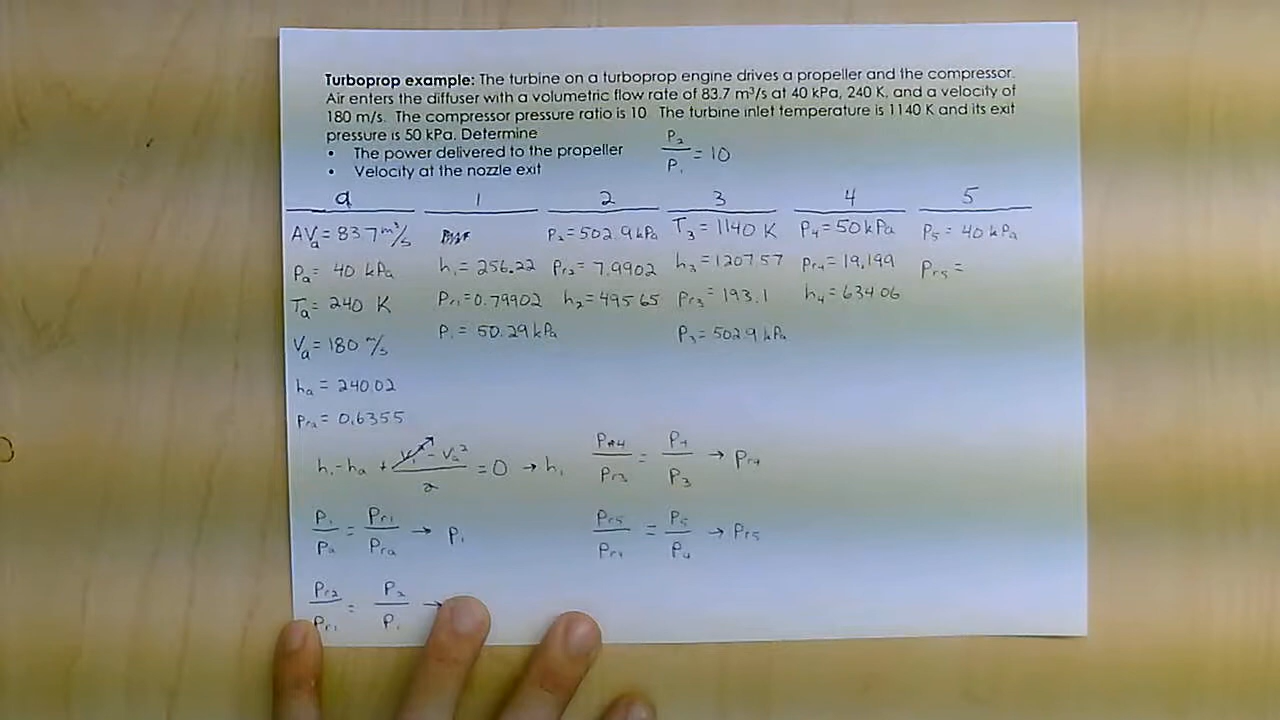 Turboprop example: The turbine on a turboprop engine drives a propeller and the compressor.
Air enters the diffuser with a volumetric flow rate of 83.7 m³/s at 40 kPa, 240 K, and a velocity of
180 m/s. The compressor pressure ratio is 10 The turbine inlet temperature is 1140 K and its exit
pressure is 50 kPa. Determine
• The power delivered to the propeller
• Velocity at the nozzle exit
P₂/P₁ = 10
a 1 2 3 4 5
AVₐ = 83.7 m³/s P₂ = 502.9 kPa T₃ = 1140 K P₄ = 50 kPa P₅ = 40 kPa
Pₐ = 40 kPa h₁ = 256.22 Pr₂ = 7.9902 h₃ = 1207.57 Pr₄ = 19.199 Pr₅ =
Tₐ = 240 K Pr₁ = 0.79902 h₂ = 495.65 Pr₃ = 193.1 h₄ = 634.06
Vₐ = 180 m/s P₁ = 50.29 kPa P₃ = 502.9 kPa
hₐ = 240.02
Prₐ = 0.6355
h₁ - hₐ + (V₁² - Vₐ²)/2 = 0 → h₁ Pr₄/Pr₃ = P₄/P₃ → Pr₄
P₁/Pₐ = Pr₁/Prₐ → P₁ Pr₅/Pr₄ = P₅/P₄ → Pr₅
Pr₂/Pr₁ = P₂/P₁ →